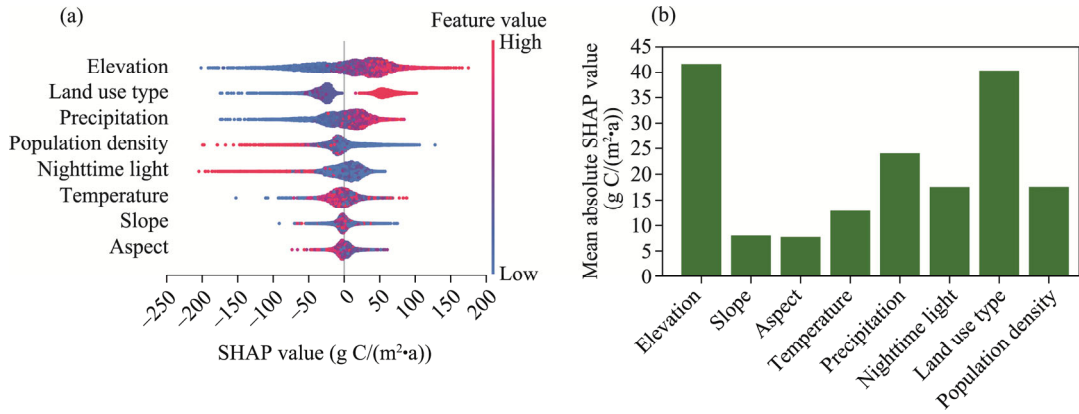 (a)
Feature value
High
Elevation
Land use type
Precipitation
Population density
Nighttime light
Temperature
Slope
Aspect
Low
−250
−200
−150
−100
−50
0
50
100
150
200
SHAP value (g C/(m²•a))
(b)
Mean absolute SHAP value
(g C/(m²•a))
45
40
35
30
25
20
15
10
5
0
Elevation
Slope
Aspect
Temperature
Precipitation
Nighttime light
Land use type
Population density